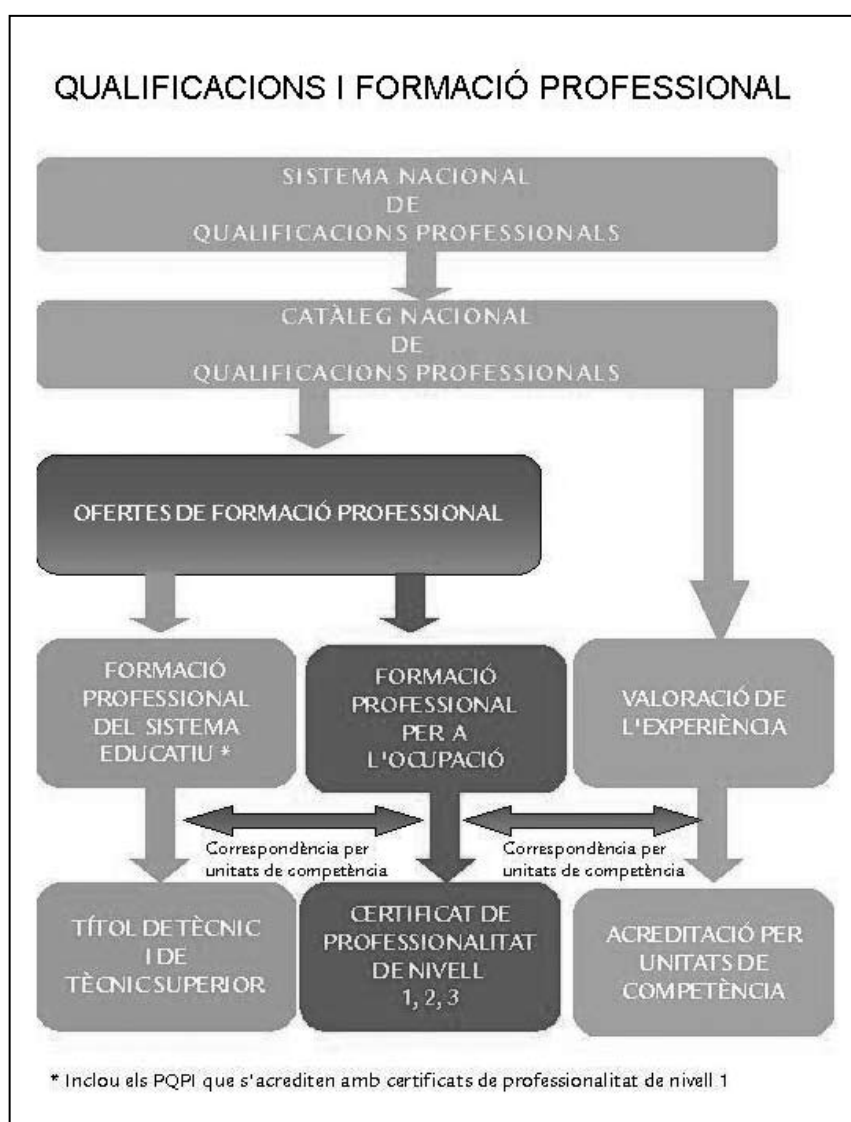 QUALIFICACIONS I FORMACIÓ PROFESSIONAL
SISTEMA NACIONAL
DE
QUALIFICACIONS PROFESSIONALS
CATÀLEG NACIONAL
DE
QUALIFICACIONS PROFESSIONALS
OFERTES DE FORMACIÓ PROFESSIONAL
FORMACIÓ
PROFESSIONAL
DEL SISTEMA
EDUCATIU *
FORMACIÓ
PROFESSIONAL
PER A
L'OCUPACIÓ
VALORACIÓ DE
L'EXPERIÈNCIA
Correspondència per
unitats de competència
Correspondència per
unitats de competència
TÍTOL DE TÈCNIC
I DE
TÈCNIC SUPERIOR
CERTIFICAT DE
PROFESSIONALITAT
DE NIVELL
1, 2, 3
ACREDITACIÓ PER
UNITATS DE
COMPETÈNCIA
* Inclou els PQPI que s'acrediten amb certificats de professionalitat de nivell 1